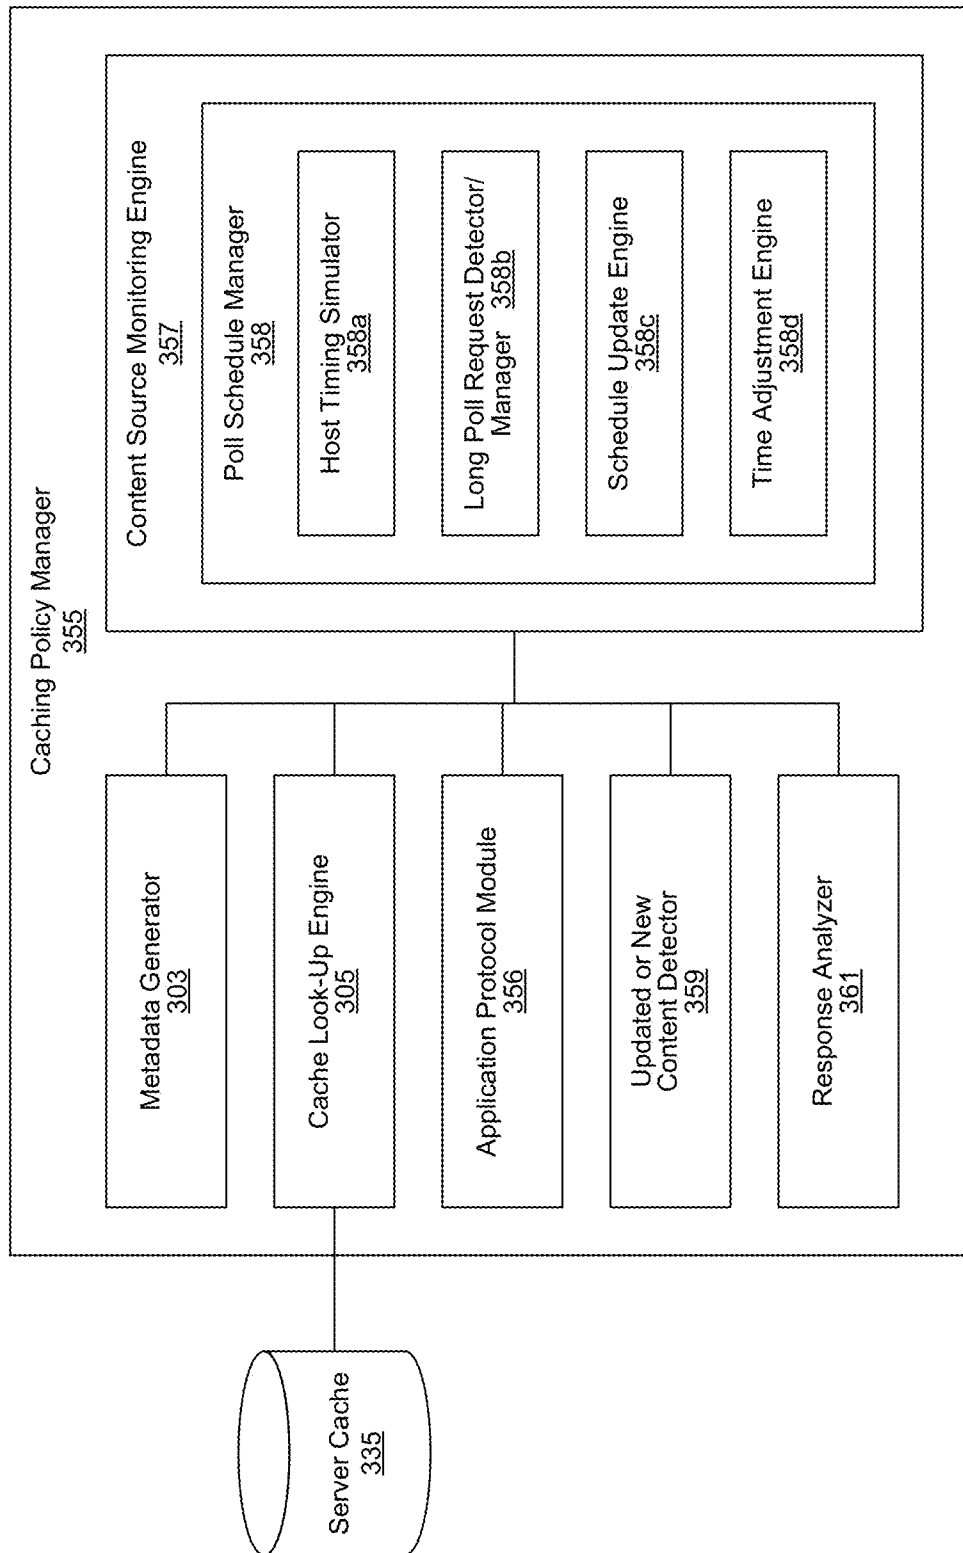 Caching Policy Manager
355
Metadata Generator
303
Cache Look-Up Engine
305
Application Protocol Module
356
Updated or New
Content Detector
359
Response Analyzer
361
Server Cache
335
Content Source Monitoring Engine
357
Poll Schedule Manager
358
Host Timing Simulator
358a
Long Poll Request Detector/
Manager 358b
Schedule Update Engine
358c
Time Adjustment Engine
358d